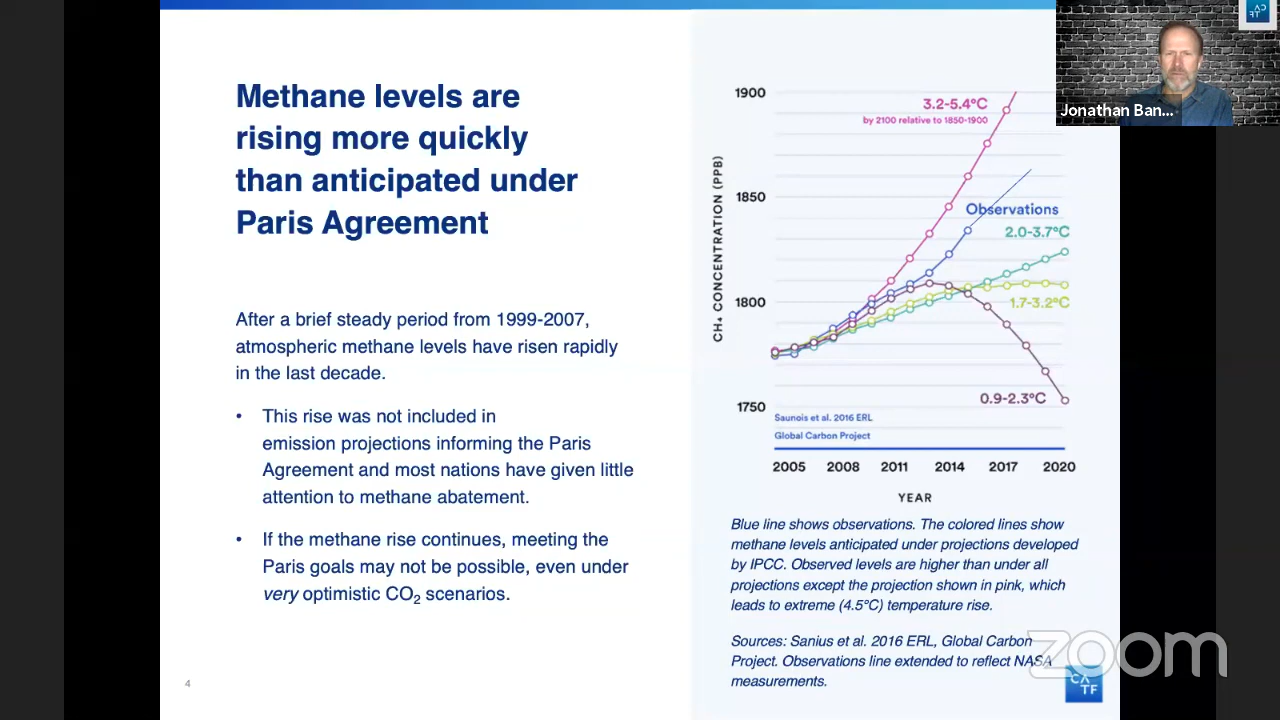 Methane levels are
rising more quickly
than anticipated under
Paris Agreement
After a brief steady period from 1999-2007,
atmospheric methane levels have risen rapidly
in the last decade.
• This rise was not included in
emission projections informing the Paris
Agreement and most nations have given little
attention to methane abatement.
• If the methane rise continues, meeting the
Paris goals may not be possible, even under
very optimistic CO₂ scenarios.
4
CH₄ CONCENTRATION (PPB)
1900
1850
1800
1750
3.2-5.4°C
by 2100 relative to 1850-1900
Observations
2.0-3.7°C
1.7-3.2°C
0.9-2.3°C
Saunois et al. 2016 ERL
Global Carbon Project
2005 2008 2011 2014 2017 2020
YEAR
Blue line shows observations. The colored lines show
methane levels anticipated under projections developed
by IPCC. Observed levels are higher than under all
projections except the projection shown in pink, which
leads to extreme (4.5°C) temperature rise.
Sources: Sanius et al. 2016 ERL, Global Carbon
Project. Observations line extended to reflect NASA
measurements.
Jonathan Ban...
zoom
CATF